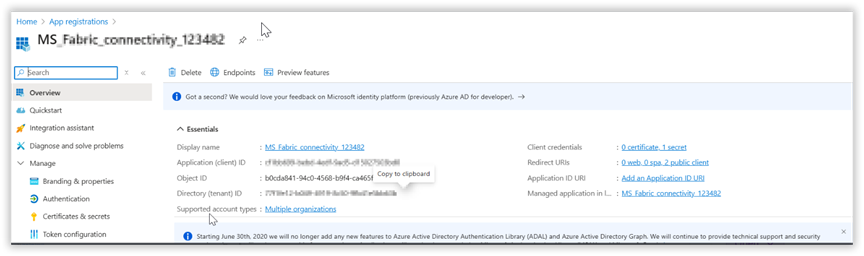 Home > App registrations >
MS_Fabric_connectivity_123482
Search
Overview
Quickstart
Integration assistant
Diagnose and solve problems
Manage
Branding & properties
Authentication
Certificates & secrets
Token configuration
Delete Endpoints Preview features
Got a second? We would love your feedback on Microsoft identity platform (previously Azure AD for developer). →
Essentials
Display name : MS_Fabric_connectivity_123482
Application (client) ID :
Object ID : b0cda841-94c0-4568-b9f4-ca465f
Copy to clipboard
Directory (tenant) ID :
Supported account types : Multiple organizations
Client credentials : 0 certificate, 1 secret
Redirect URIs : 0 web, 0 spa, 2 public client
Application ID URI : Add an Application ID URI
Managed application in l... : MS_Fabric_connectivity_123482
Starting June 30th, 2020 we will no longer add any new features to Azure Active Directory Authentication Library (ADAL) and Azure Active Directory Graph. We will continue to provide technical support and security